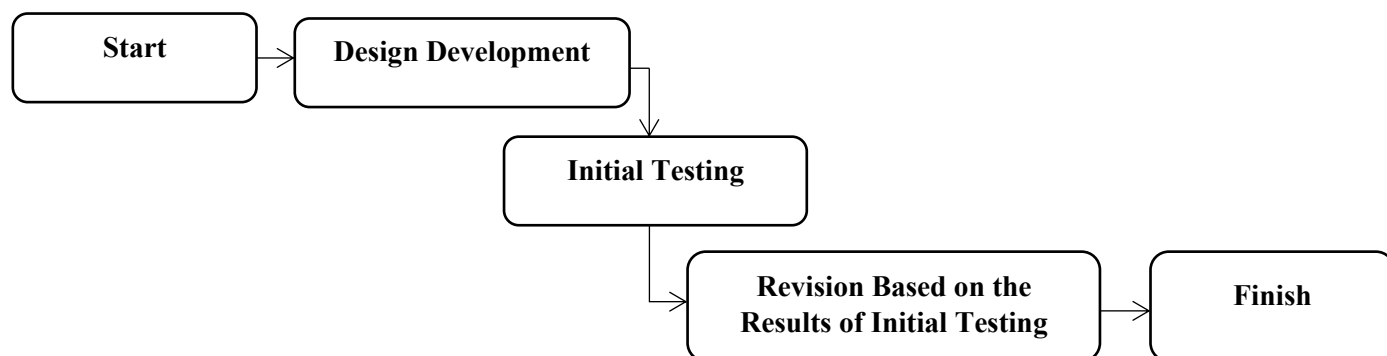 Start
Design Development
Initial Testing
Revision Based on the
Results of Initial Testing
Finish